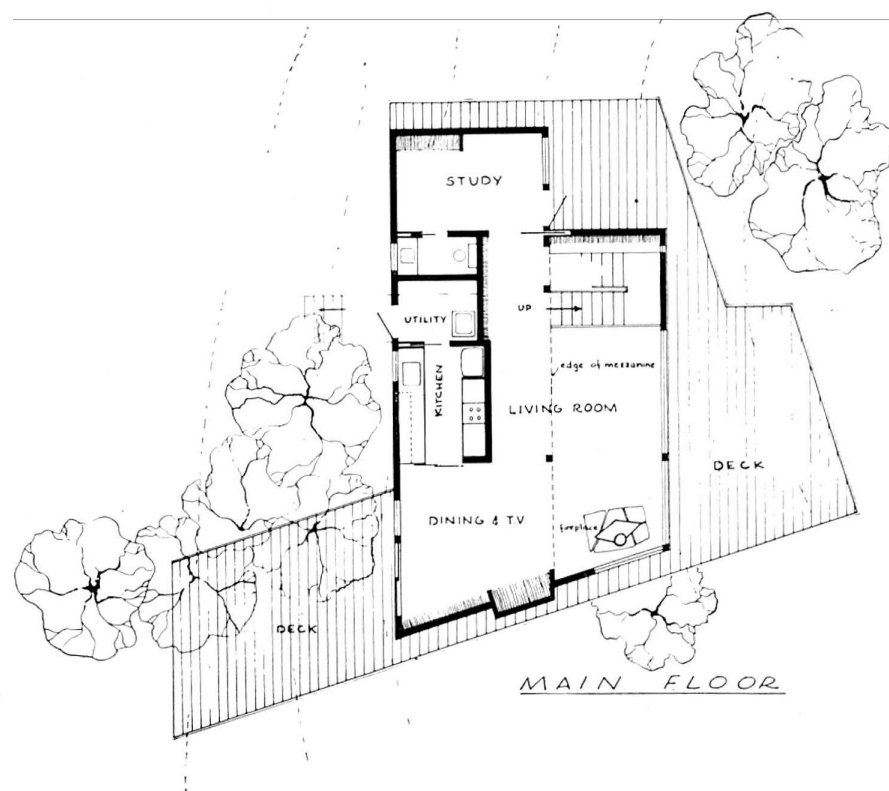 STUDY
UP
UTILITY
edge of mezzanine
KITCHEN
LIVING ROOM
DECK
fireplace
DINING & T.V
DECK
MAIN FLOOR